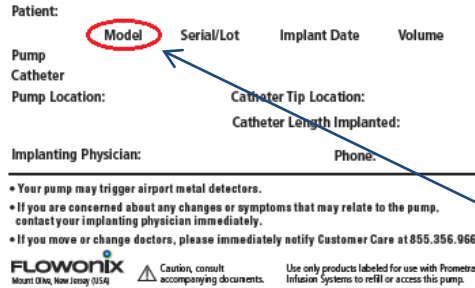 Patient:
Model Serial/Lot Implant Date Volume
Pump
Catheter
Pump Location: Catheter Tip Location:
Catheter Length Implanted:
Implanting Physician: Phone:
• Your pump may trigger airport metal detectors.
• If you are concerned about any changes or symptoms that may relate to the pump,
contact your implanting physician immediately.
• If you move or change doctors, please immediately notify Customer Care at 855.356.966
FLOWONIX
Mount Olive, New Jersey (USA)
Caution, consult
accompanying documents.
Use only products labeled for use with Prometra
Infusion Systems to refill or access this pump.